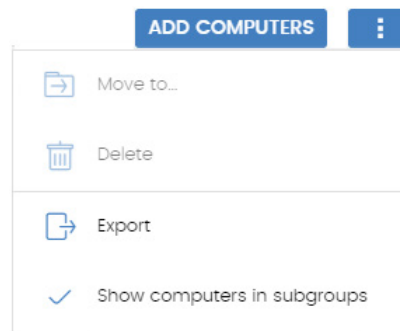 ADD COMPUTERS
Move to...
Delete
Export
Show computers in subgroups